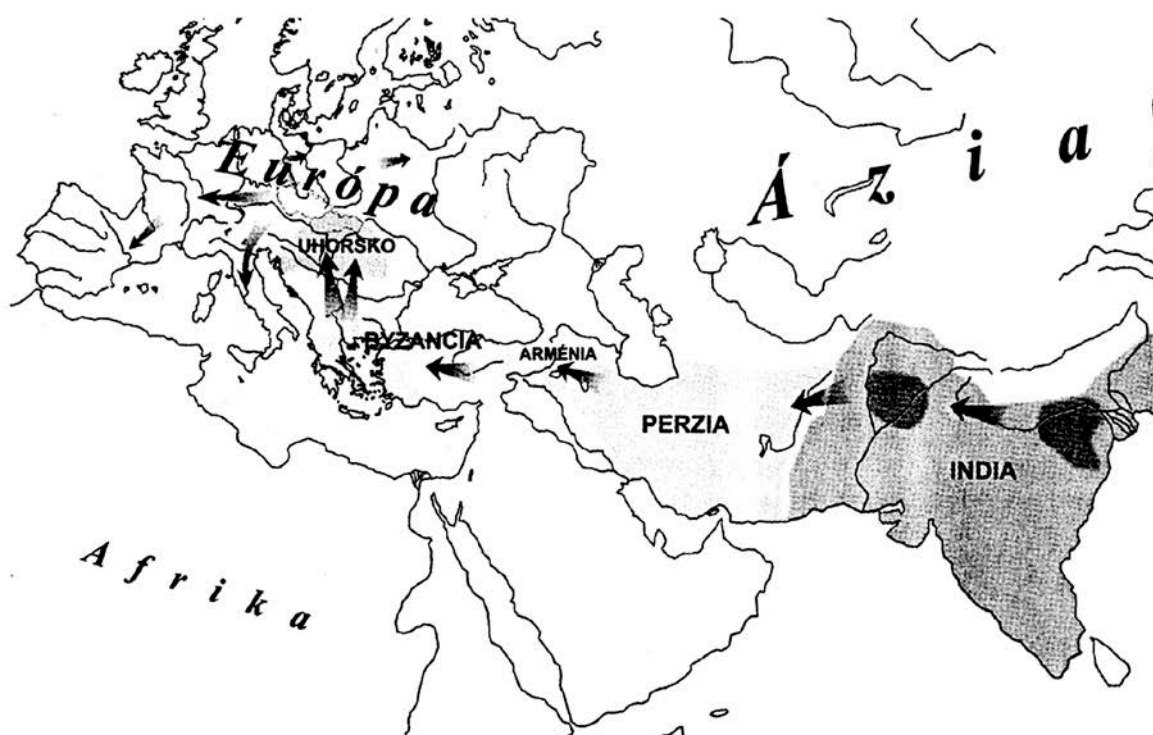 Európa
Ázia
UHORSKO
BYZANCIA
ARMÉNIA
PERZIA
INDIA
Afrika